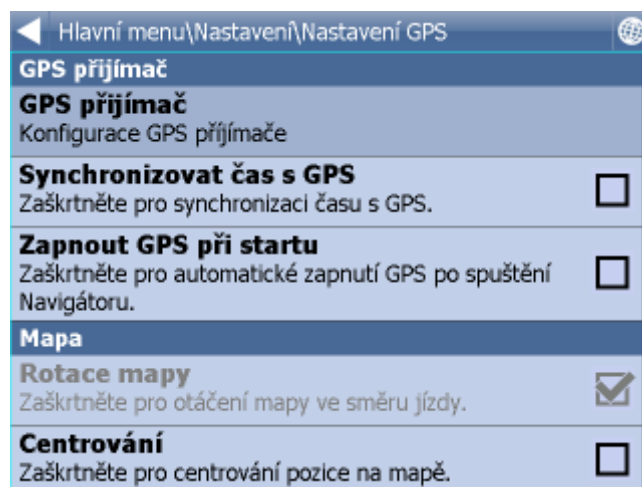 Hlavní menu\Nastavení\Nastavení GPS
GPS přijímač
GPS přijímač
Konfigurace GPS příjímače
Synchronizovat čas s GPS
Zaškrtněte pro synchronizaci času s GPS.
Zapnout GPS při startu
Zaškrtněte pro automatické zapnutí GPS po spuštění
Navigátoru.
Mapa
Rotace mapy
Zaškrtněte pro otáčení mapy ve směru jízdy.
Centrování
Zaškrtněte pro centrování pozice na mapě.